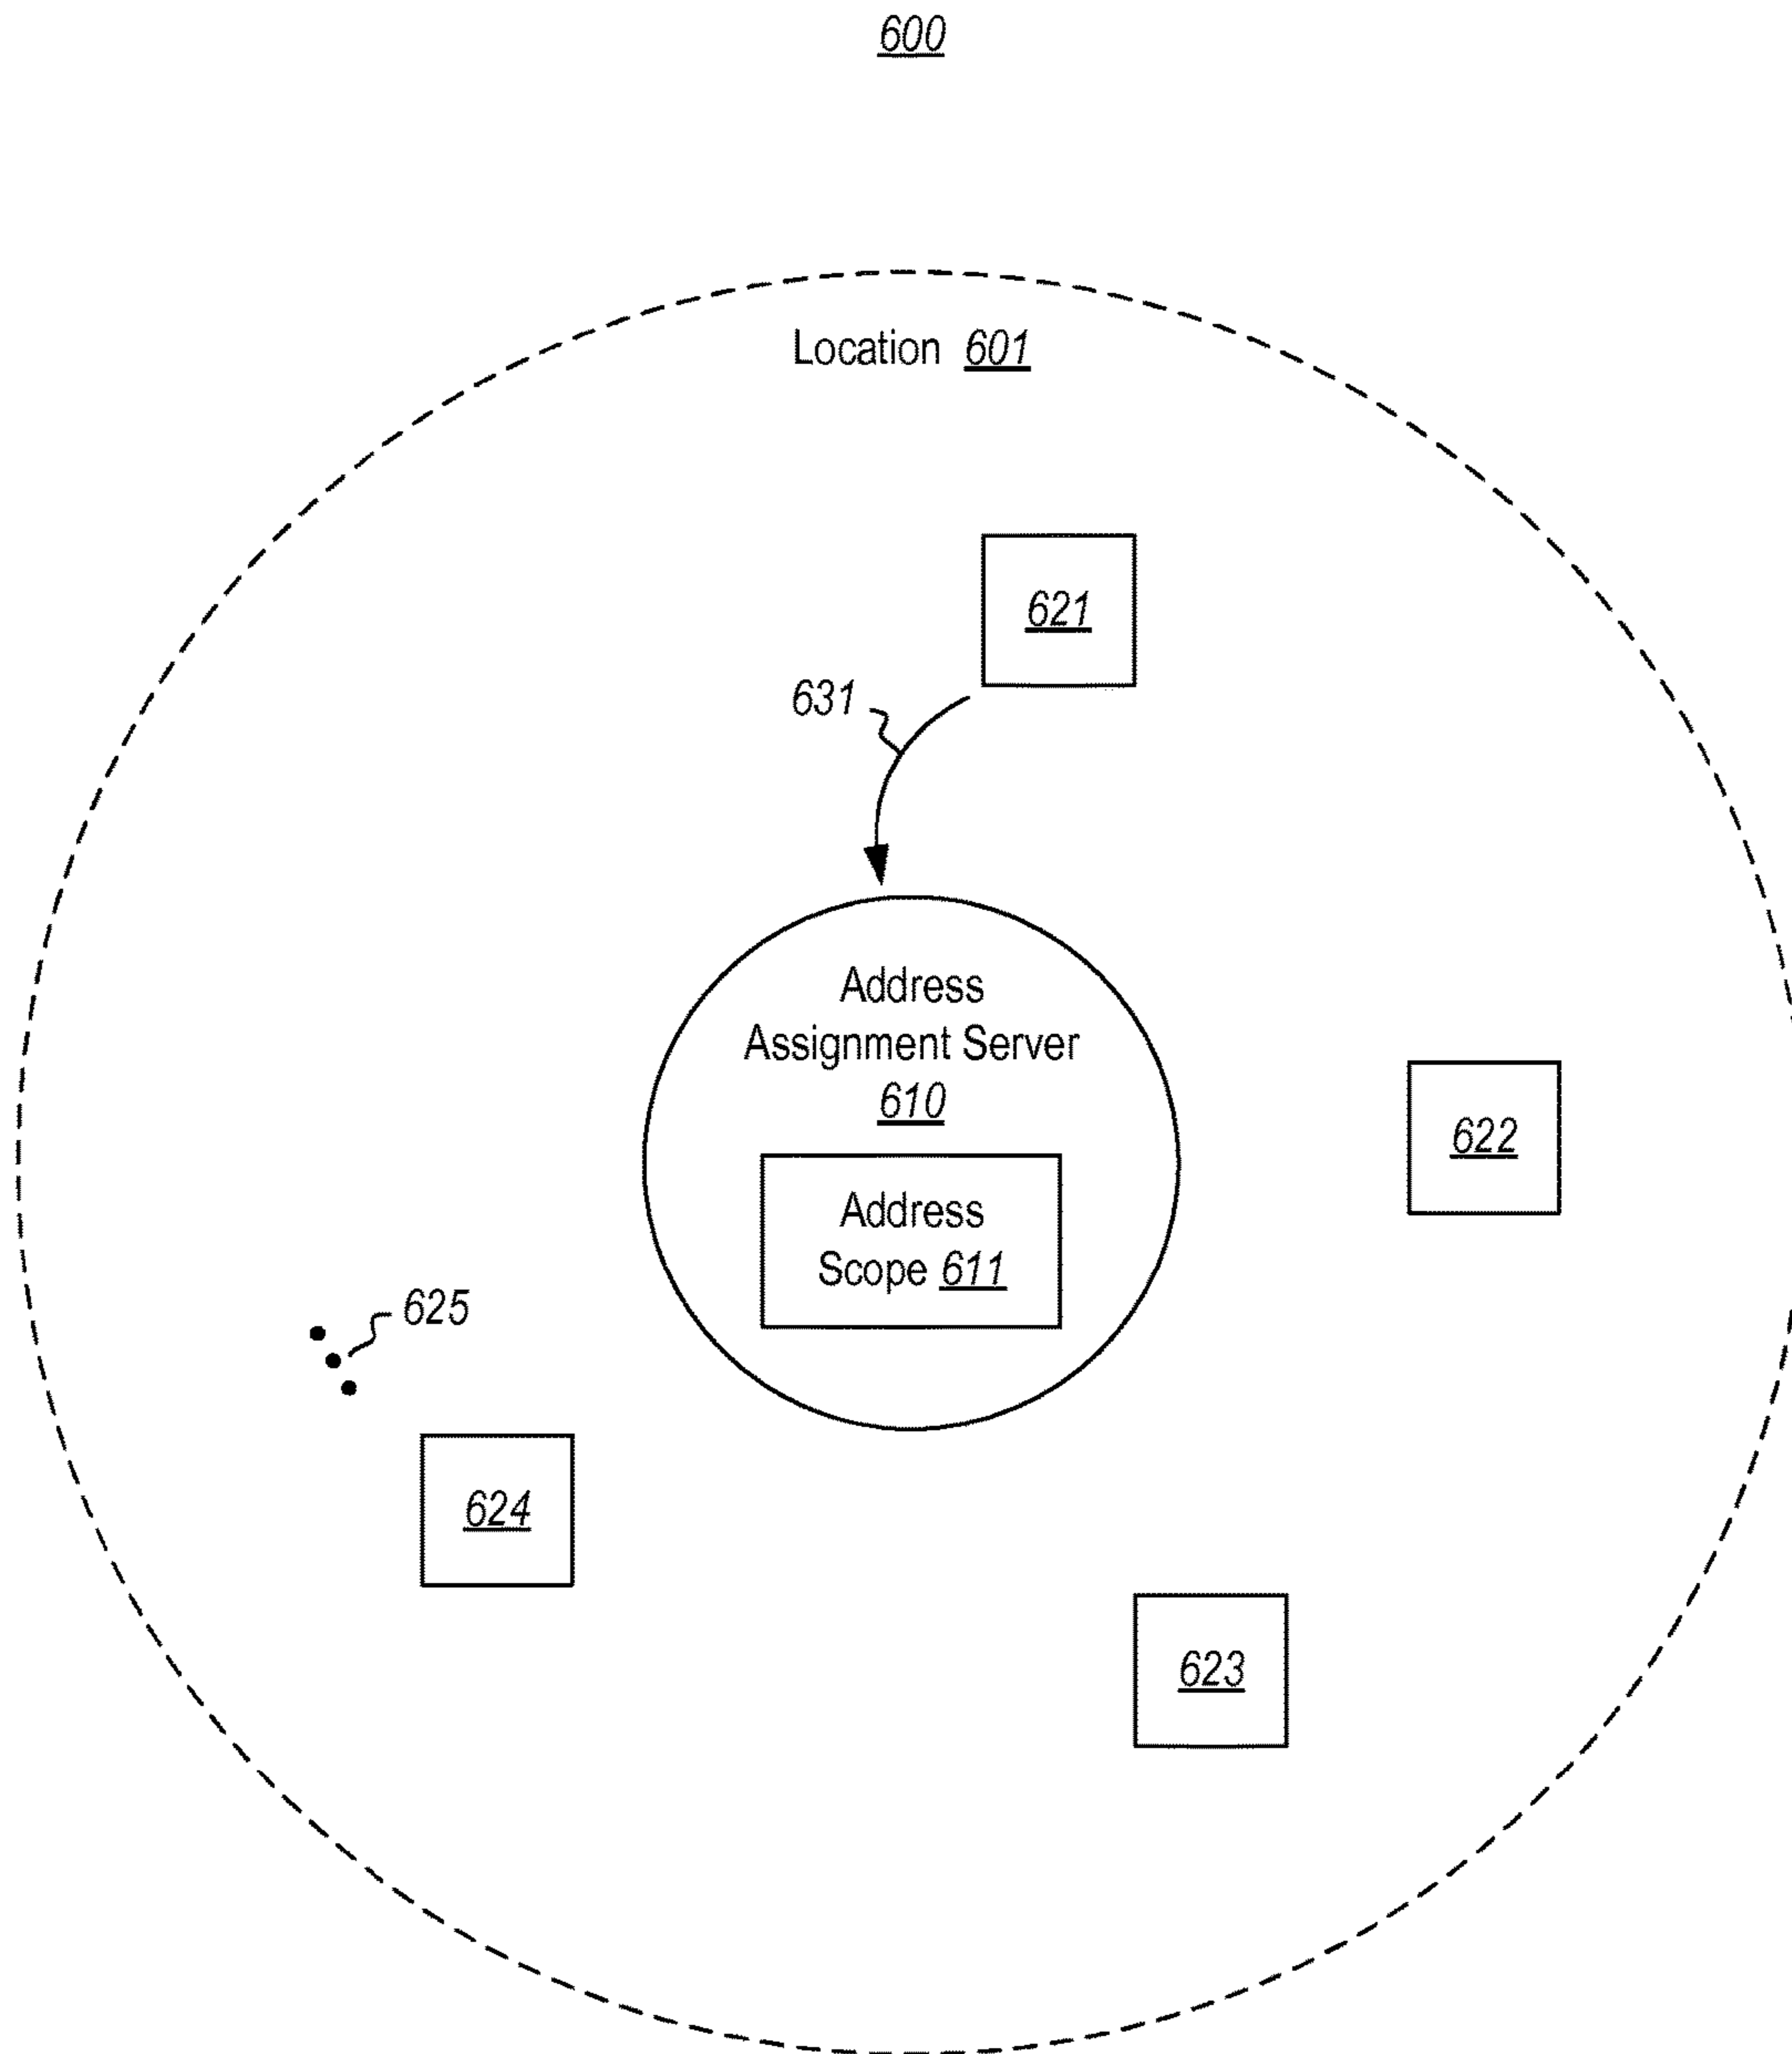 600
Location 601
621
631
Address
Assignment Server
610
622
Address
Scope 611
625
624
623